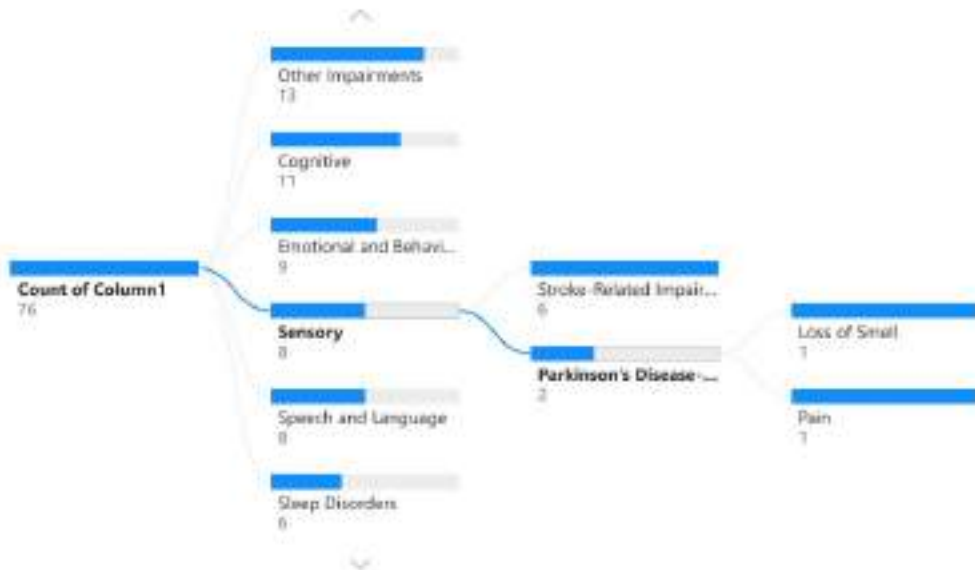 Other Impairments
13
Cognitive
11
Emotional and Behavi...
9
Count of Column1
76
Sensory
8
Speech and Language
8
Sleep Disorders
6
Stroke-Related Impair...
6
Parkinson's Disease-...
2
Loss of Smell
1
Pain
1